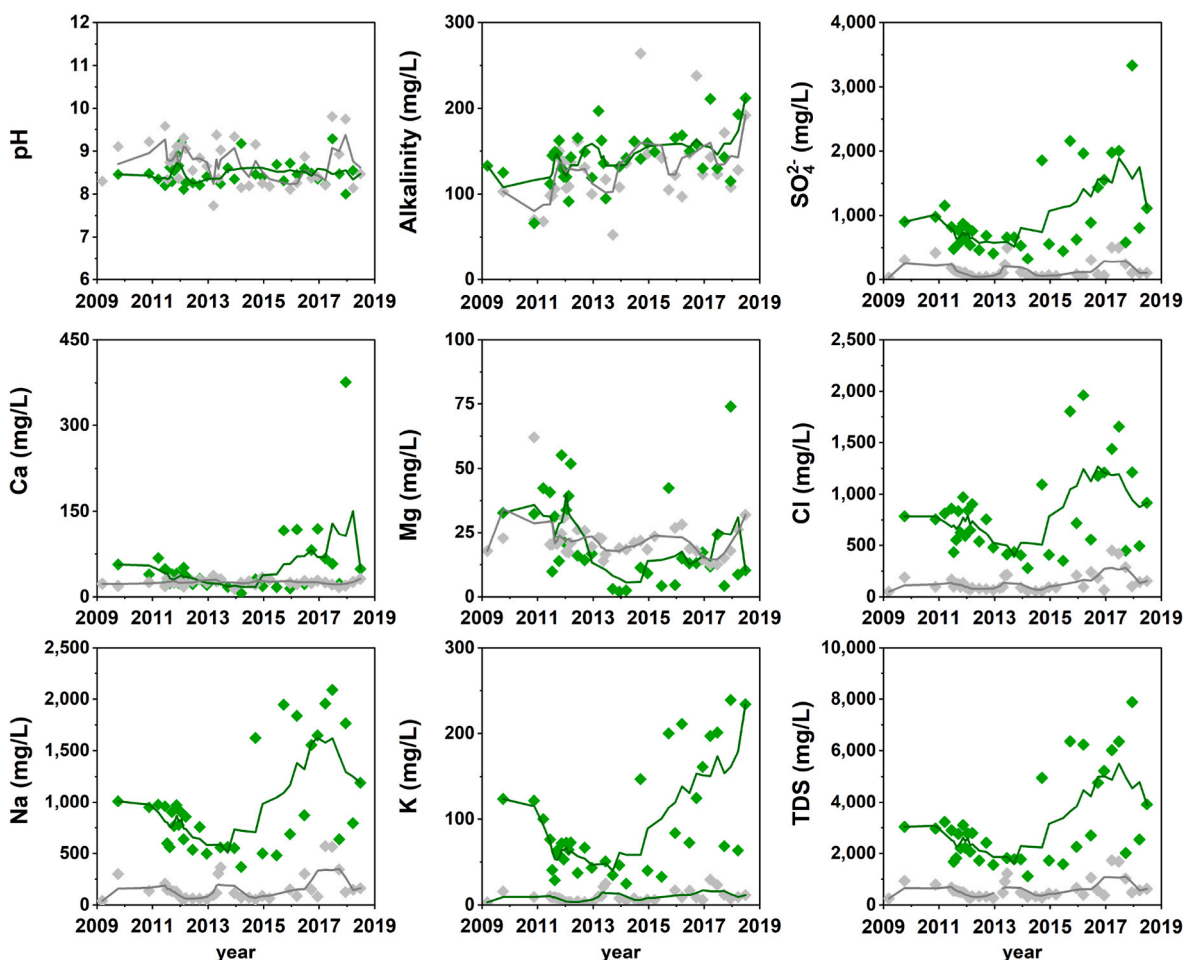 pH
12
11
10
9
8
7
6
2009 2011 2013 2015 2017 2019
Alkalinity (mg/L)
300
250
200
150
100
50
0
2009 2011 2013 2015 2017 2019
SO₄²⁻ (mg/L)
4,000
3,000
2,000
1,000
0
2009 2011 2013 2015 2017 2019
Ca (mg/L)
450
300
150
0
2009 2011 2013 2015 2017 2019
Mg (mg/L)
100
75
50
25
0
2009 2011 2013 2015 2017 2019
Cl (mg/L)
2,500
2,000
1,500
1,000
500
0
2009 2011 2013 2015 2017 2019
Na (mg/L)
2,500
2,000
1,500
1,000
500
0
2009 2011 2013 2015 2017 2019
year
K (mg/L)
300
200
100
0
2009 2011 2013 2015 2017 2019
year
TDS (mg/L)
10,000
8,000
6,000
4,000
2,000
0
2009 2011 2013 2015 2017 2019
year